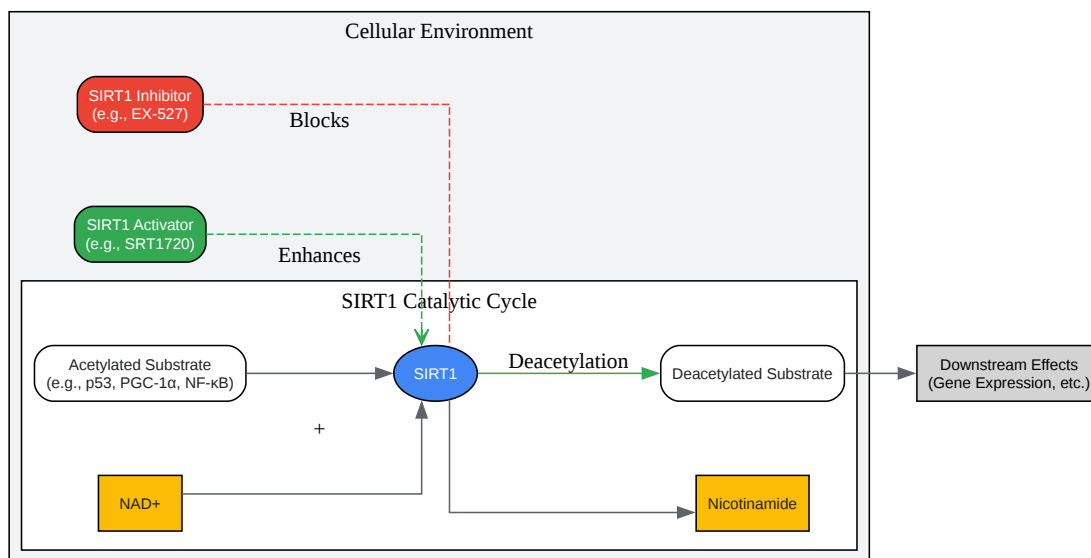 Cellular Environment
SIRT1 Inhibitor
(e.g., EX-527)
Blocks
SIRT1 Activator
(e.g., SRT1720)
Enhances
SIRT1 Catalytic Cycle
Acetylated Substrate
(e.g., p53, PGC-1α, NF-κB)
SIRT1
Deacetylation
Deacetylated Substrate
Downstream Effects
(Gene Expression, etc.)
+
NAD+
Nicotinamide